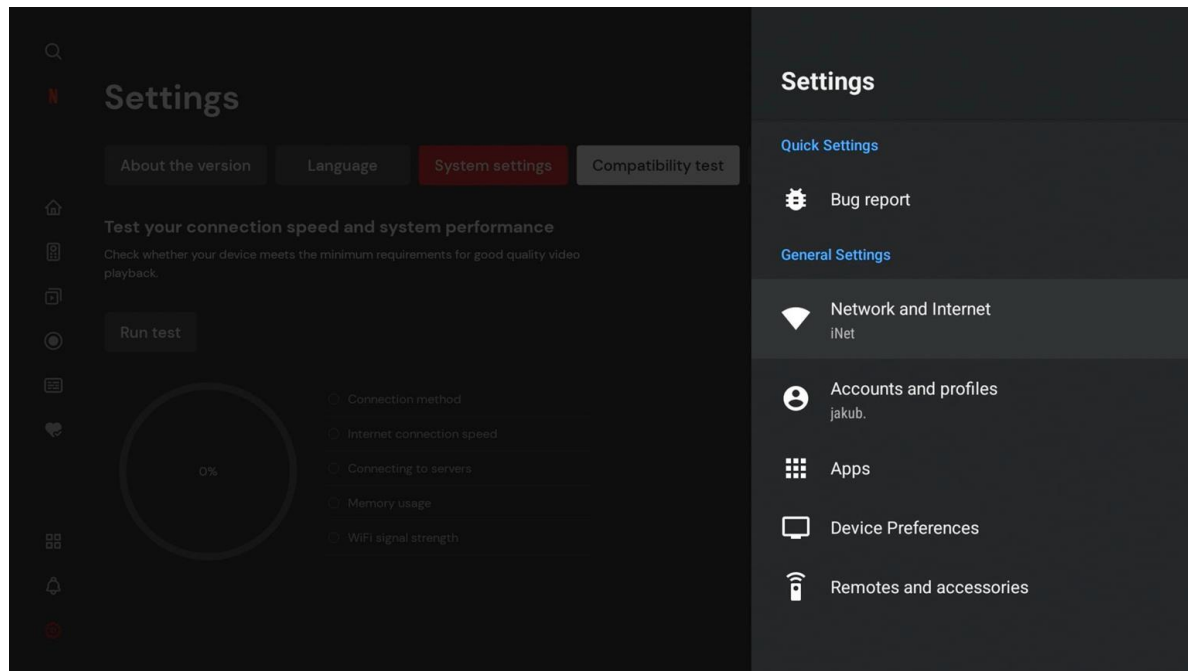 N
Settings
About the version
Language
System settings
Compatibility test
Test your connection speed and system performance
Check whether your device meets the minimum requirements for good quality video
playback.
Run test
0%
Connection method
Internet connection speed
Connecting to servers
Memory usage
WiFi signal strength
Settings
Quick Settings
Bug report
General Settings
Network and Internet
iNet
Accounts and profiles
jakub.
Apps
Device Preferences
Remotes and accessories